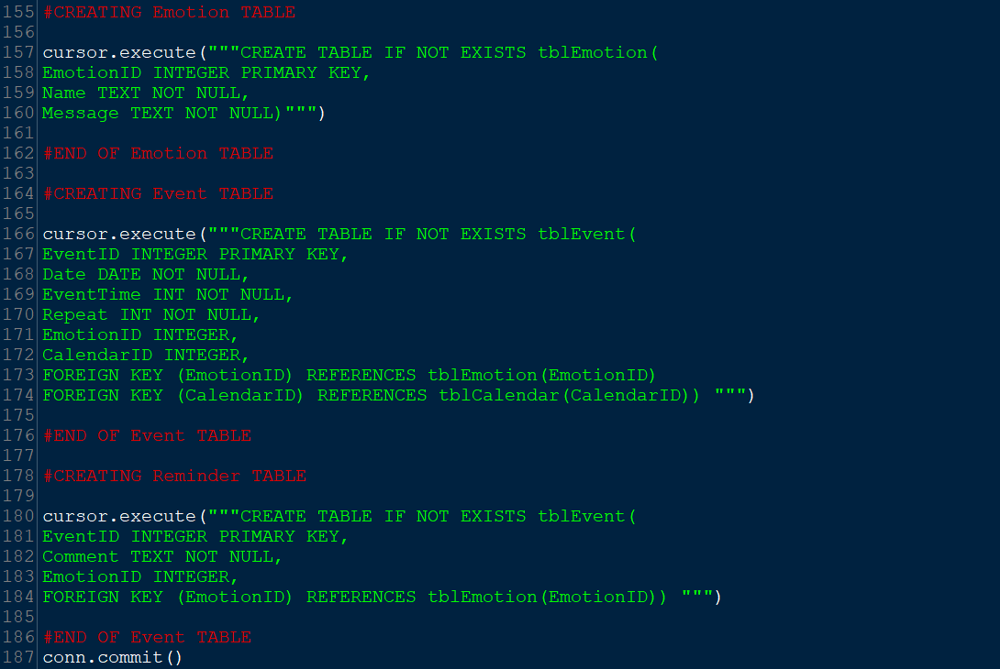 155 #CREATING Emotion TABLE
156
157 cursor.execute("""CREATE TABLE IF NOT EXISTS tblEmotion(
158 EmotionID INTEGER PRIMARY KEY,
159 Name TEXT NOT NULL,
160 Message TEXT NOT NULL)""")
161
162 #END OF Emotion TABLE
163
164 #CREATING Event TABLE
165
166 cursor.execute("""CREATE TABLE IF NOT EXISTS tblEvent(
167 EventID INTEGER PRIMARY KEY,
168 Date DATE NOT NULL,
169 EventTime INT NOT NULL,
170 Repeat INT NOT NULL,
171 EmotionID INTEGER,
172 CalendarID INTEGER,
173 FOREIGN KEY (EmotionID) REFERENCES tblEmotion(EmotionID)
174 FOREIGN KEY (CalendarID) REFERENCES tblCalendar(CalendarID)) """)
175
176 #END OF Event TABLE
177
178 #CREATING Reminder TABLE
179
180 cursor.execute("""CREATE TABLE IF NOT EXISTS tblEvent(
181 EventID INTEGER PRIMARY KEY,
182 Comment TEXT NOT NULL,
183 EmotionID INTEGER,
184 FOREIGN KEY (EmotionID) REFERENCES tblEmotion(EmotionID)) """)
185
186 #END OF Event TABLE
187 conn.commit()